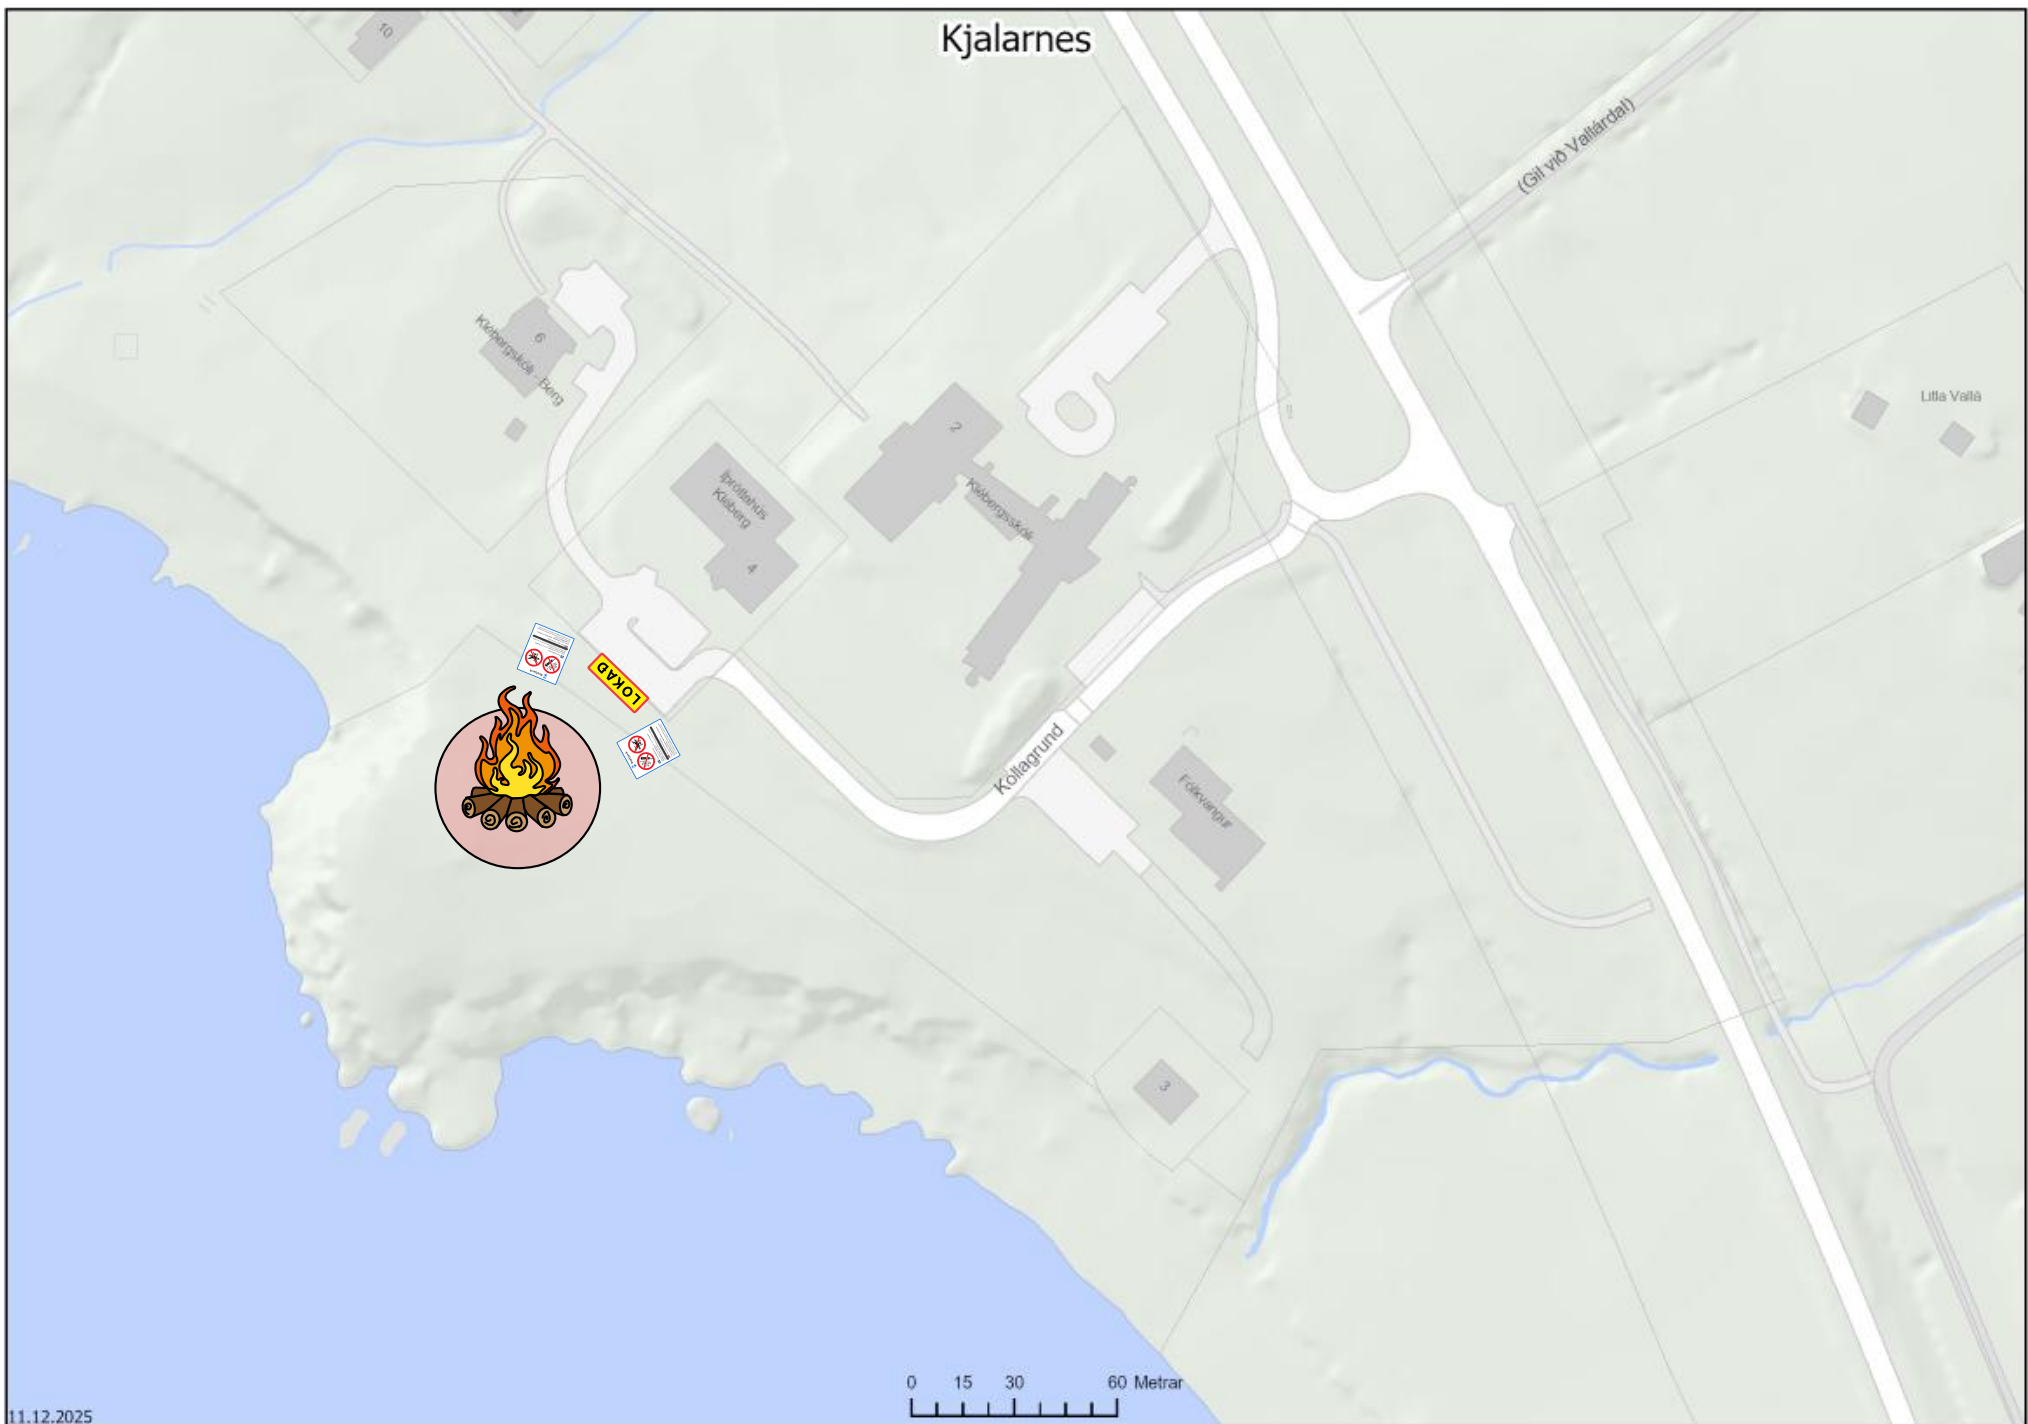 Kjalarnes
10
(Gil við Vallárdal)
6
Klébergsskóli - Berg
Litla Vallá
2
Íþróttahús
Kléberg
Klébergsskóli
4
LOKAÐ
Kollagrund
Fólkvangur
3
0 15 30 60 Metrar
11.12.2025